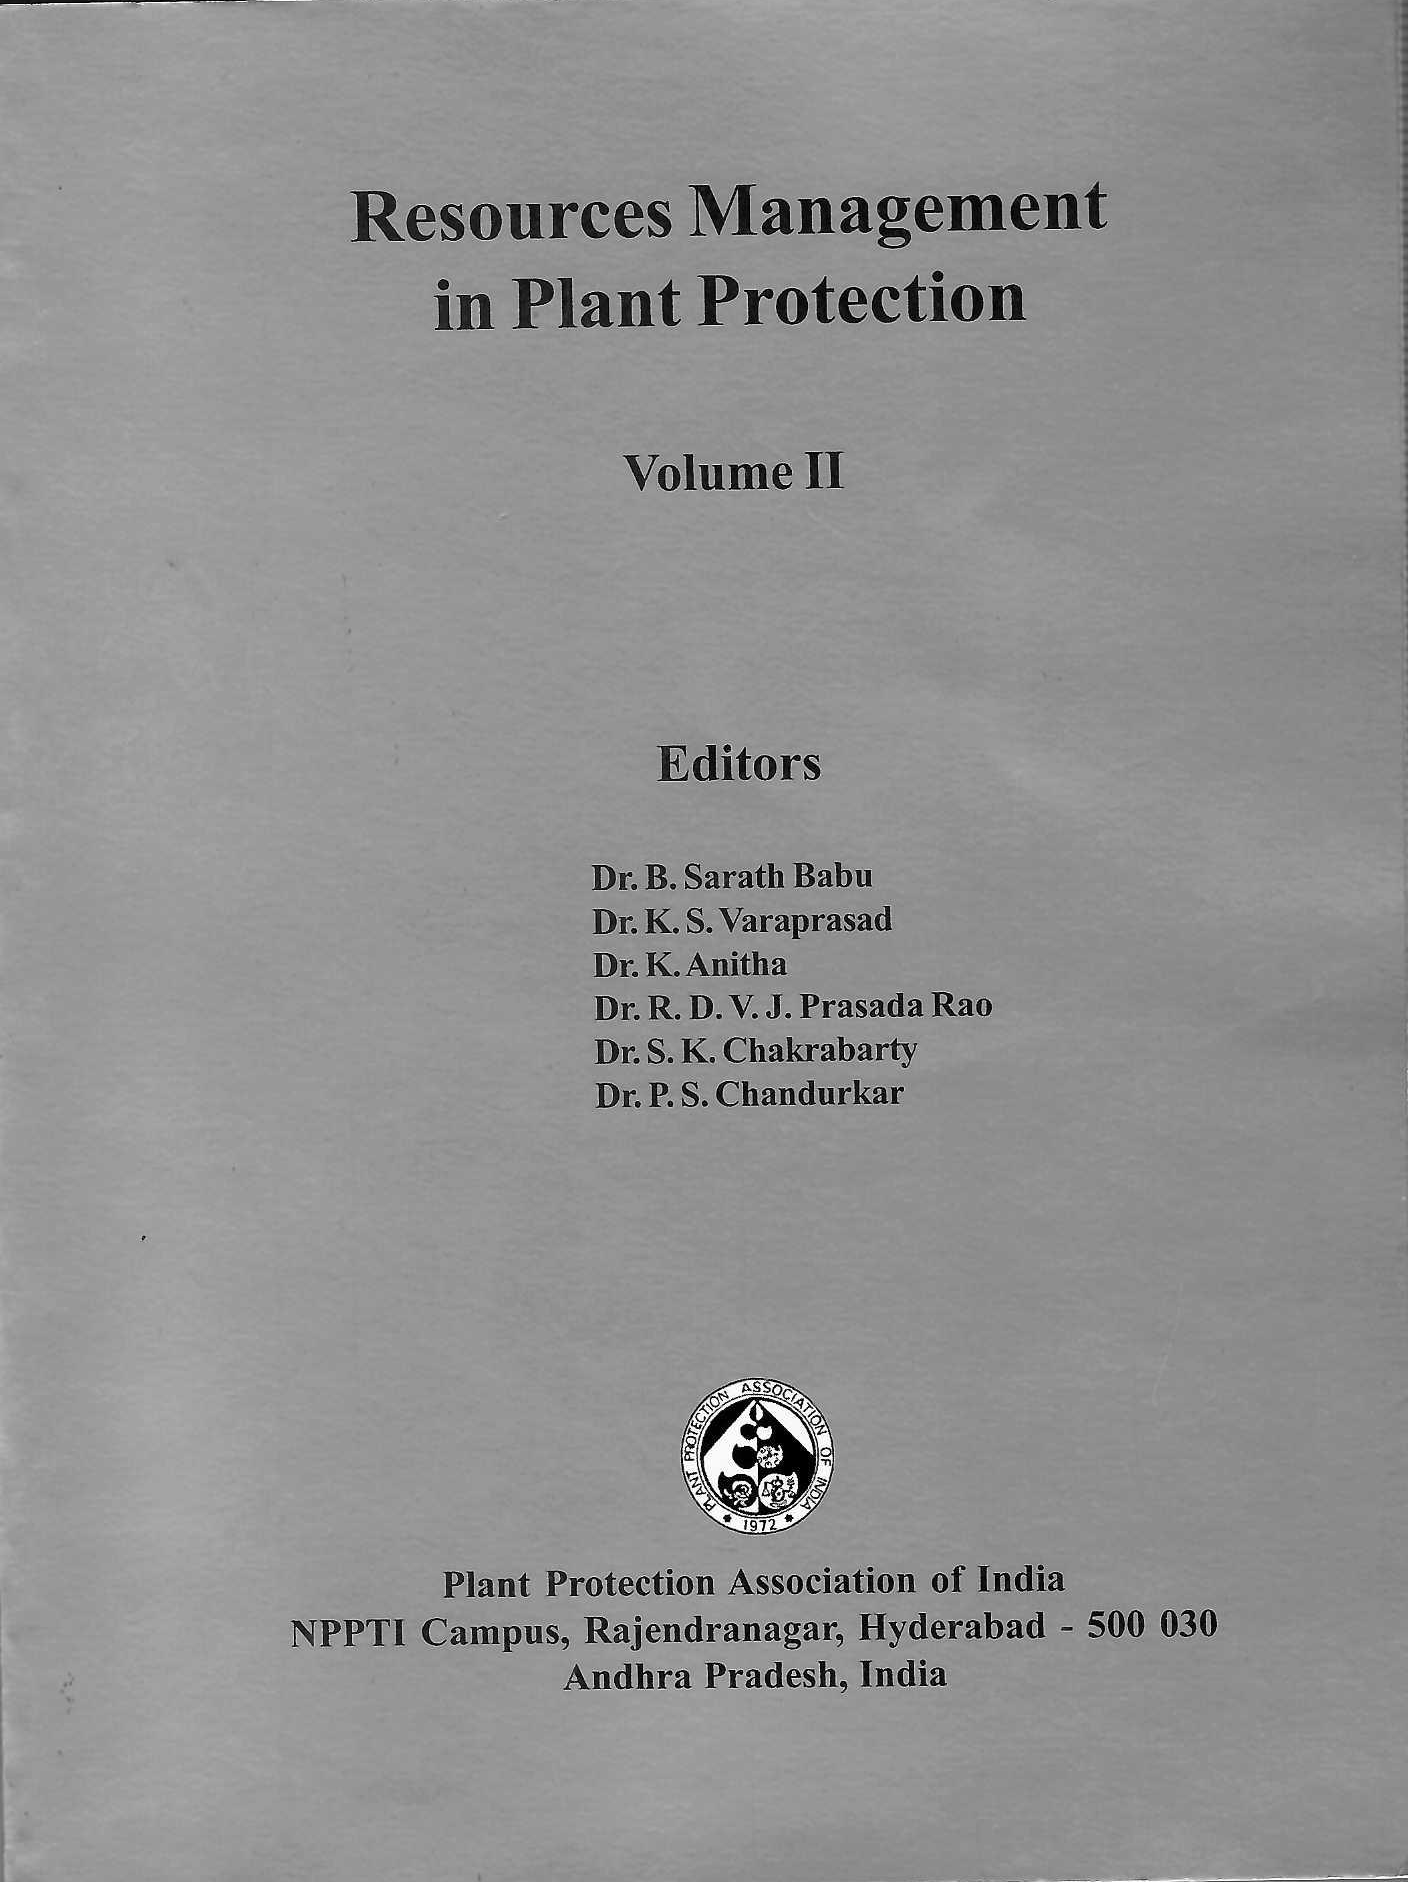 Resources Management
in Plant Protection
Volume II
Editors
Dr. B. Sarath Babu
Dr. K. S. Varaprasad
Dr. K. Anitha
Dr. R. D. V. J. Prasada Rao
Dr. S. K. Chakrabarty
Dr. P. S. Chandurkar
PLANT PROTECTION ASSOCIATION OF INDIA
* 1972 *
Plant Protection Association of India
NPPTI Campus, Rajendranagar, Hyderabad - 500 030
Andhra Pradesh, India